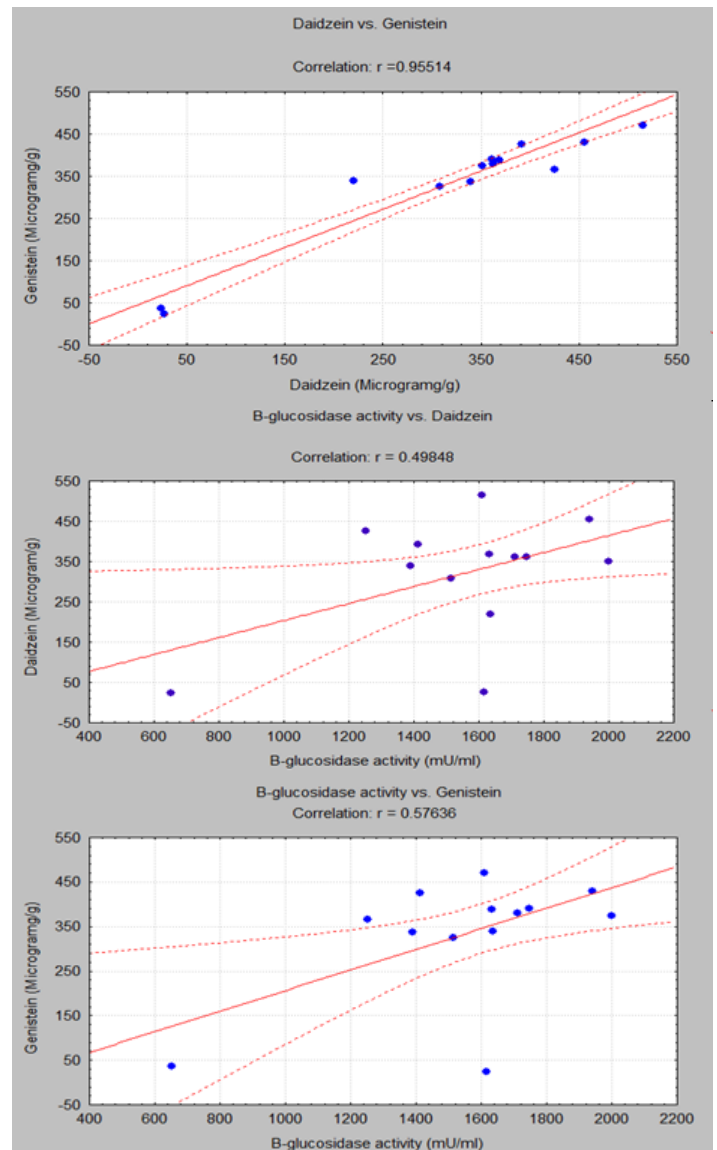 Daidzein vs. Genistein
Correlation: r =0.95514
550
450
350
250
150
50
-50
Genistein (Microgramg/g)
-50 50 150 250 350 450 550
Daidzein (Microgramg/g)
B-glucosidase activity vs. Daidzein
Correlation: r = 0.49848
550
450
350
250
150
50
-50
Daidzein (Microgram/g)
400 600 800 1000 1200 1400 1600 1800 2000 2200
B-glucosidase activity (mU/ml)
B-glucosidase activity vs. Genistein
Correlation: r = 0.57636
550
450
350
250
150
50
-50
Genistein (Microgramg/g)
400 600 800 1000 1200 1400 1600 1800 2000 2200
B-glucosidase activity (mU/ml)